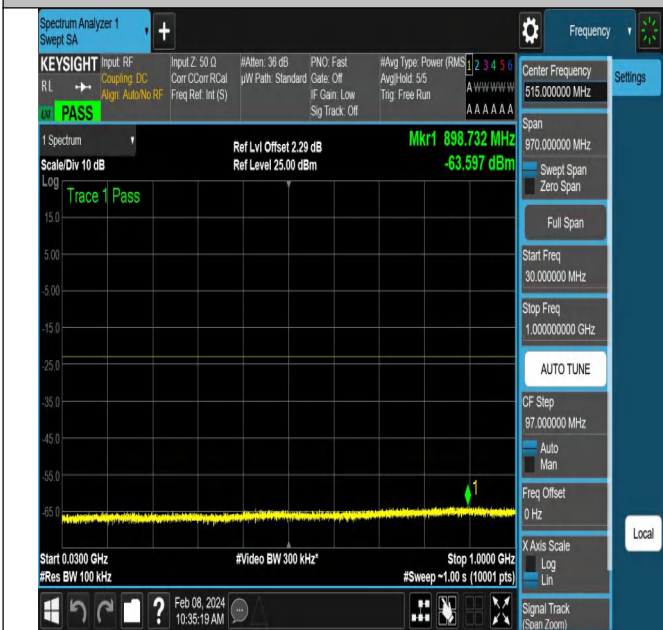 Spectrum Analyzer 1
Swept SA
+
Frequency
KEYSIGHT
RL
LNI
PASS
Input: RF
Coupling: DC
Align: Auto/No RF
Input Z: 50 Ω
Corr CCorr RCal
Freq Ref: Int (S)
#Atten: 36 dB
µW Path: Standard
PNO: Fast
Gate: Off
IF Gain: Low
Sig Track: Off
#Avg Type: Power (RMS
Avg|Hold: 5/5
Trig: Free Run
1 2 3 4 5 6
A W W W W W
A A A A A A
Center Frequency
515.000000 MHz
Settings
1 Spectrum
Scale/Div 10 dB
Ref Lvl Offset 2.29 dB
Ref Level 25.00 dBm
Mkr1 898.732 MHz
-63.597 dBm
Span
970.000000 MHz
Swept Span
Zero Span
Full Span
Start Freq
30.000000 MHz
Stop Freq
1.000000000 GHz
AUTO TUNE
CF Step
97.000000 MHz
Auto
Man
Freq Offset
0 Hz
X Axis Scale
Log
Lin
Signal Track
(Span Zoom)
Local
Log
Trace 1 Pass
15.0
5.00
-5.00
-15.0
-25.0
-35.0
-45.0
-55.0
-65.0
1
Start 0.0300 GHz
#Res BW 100 kHz
#Video BW 300 kHz*
Stop 1.0000 GHz
#Sweep ~1.00 s (10001 pts)
?
Feb 08, 2024
10:35:19 AM